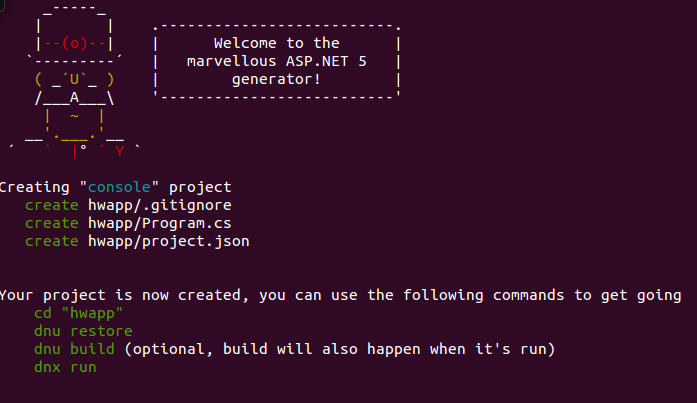 Welcome to the
marvellous ASP.NET 5
generator!
Creating "console" project
create hwapp/.gitignore
create hwapp/Program.cs
create hwapp/project.json
Your project is now created, you can use the following commands to get going
cd "hwapp"
dnu restore
dnu build (optional, build will also happen when it's run)
dnx run